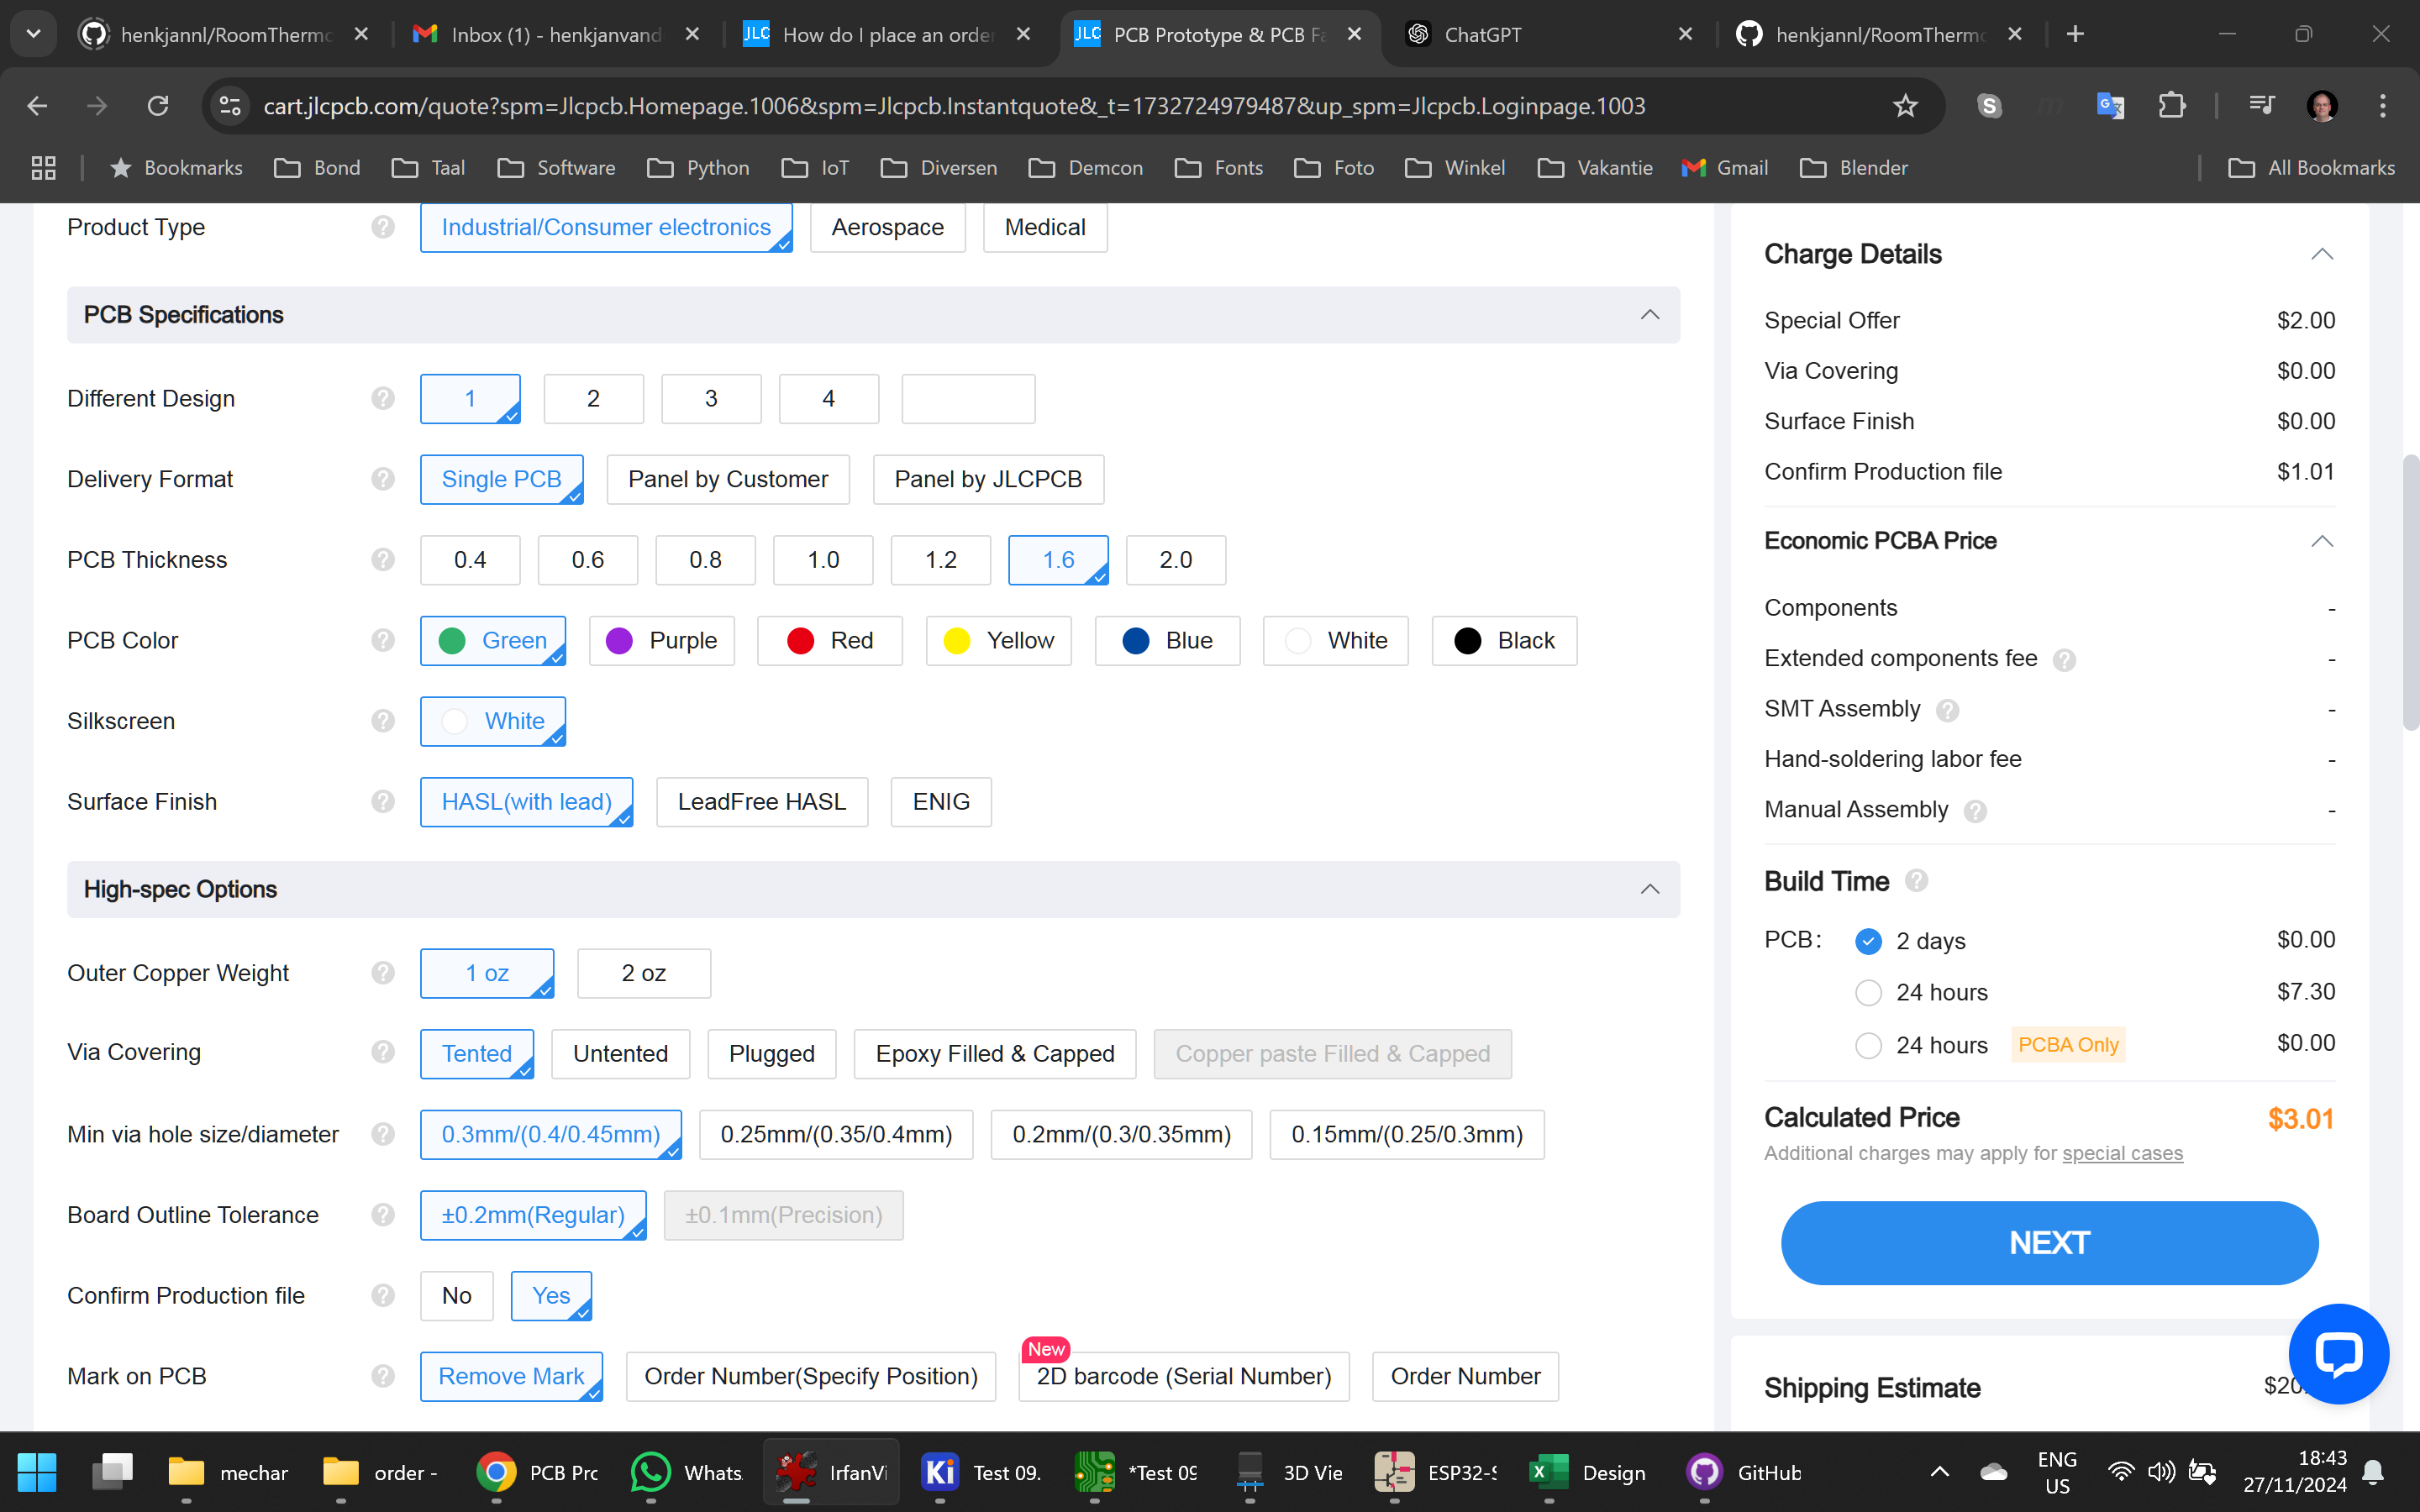 henkjannl/RoomThermo
Inbox (1) - henkjanvand
JLC How do I place an order
JLC PCB Prototype & PCB Fa
ChatGPT
henkjannl/RoomThermo
cart.jlcpcb.com/quote?spm=Jlcpcb.Homepage.1006&spm=Jlcpcb.Instantquote&_t=1732724979487&up_spm=Jlcpcb.Loginpage.1003
Bookmarks Bond Taal Software Python IoT Diversen Demcon Fonts Foto Winkel Vakantie Gmail Blender All Bookmarks
Product Type ? Industrial/Consumer electronics Aerospace Medical
PCB Specifications
Different Design ? 1 2 3 4
Delivery Format ? Single PCB Panel by Customer Panel by JLCPCB
PCB Thickness ? 0.4 0.6 0.8 1.0 1.2 1.6 2.0
PCB Color ? Green Purple Red Yellow Blue White Black
Silkscreen ? White
Surface Finish ? HASL(with lead) LeadFree HASL ENIG
High-spec Options
Outer Copper Weight ? 1 oz 2 oz
Via Covering ? Tented Untented Plugged Epoxy Filled & Capped Copper paste Filled & Capped
Min via hole size/diameter ? 0.3mm/(0.4/0.45mm) 0.25mm/(0.35/0.4mm) 0.2mm/(0.3/0.35mm) 0.15mm/(0.25/0.3mm)
Board Outline Tolerance ? ±0.2mm(Regular) ±0.1mm(Precision)
Confirm Production file ? No Yes
New
Mark on PCB ? Remove Mark Order Number(Specify Position) 2D barcode (Serial Number) Order Number
Charge Details
Special Offer $2.00
Via Covering $0.00
Surface Finish $0.00
Confirm Production file $1.01
Economic PCBA Price
Components -
Extended components fee ? -
SMT Assembly ? -
Hand-soldering labor fee -
Manual Assembly ? -
Build Time ?
PCB: 2 days $0.00
24 hours $7.30
24 hours PCBA Only $0.00
Calculated Price $3.01
Additional charges may apply for special cases
NEXT
Shipping Estimate $20.
mechar
order -
PCB Pro
Whats
IrfanVi
Ki Test 09.
*Test 09
3D Vie
ESP32-S
Design
GitHub
ENG
US
18:43
27/11/2024